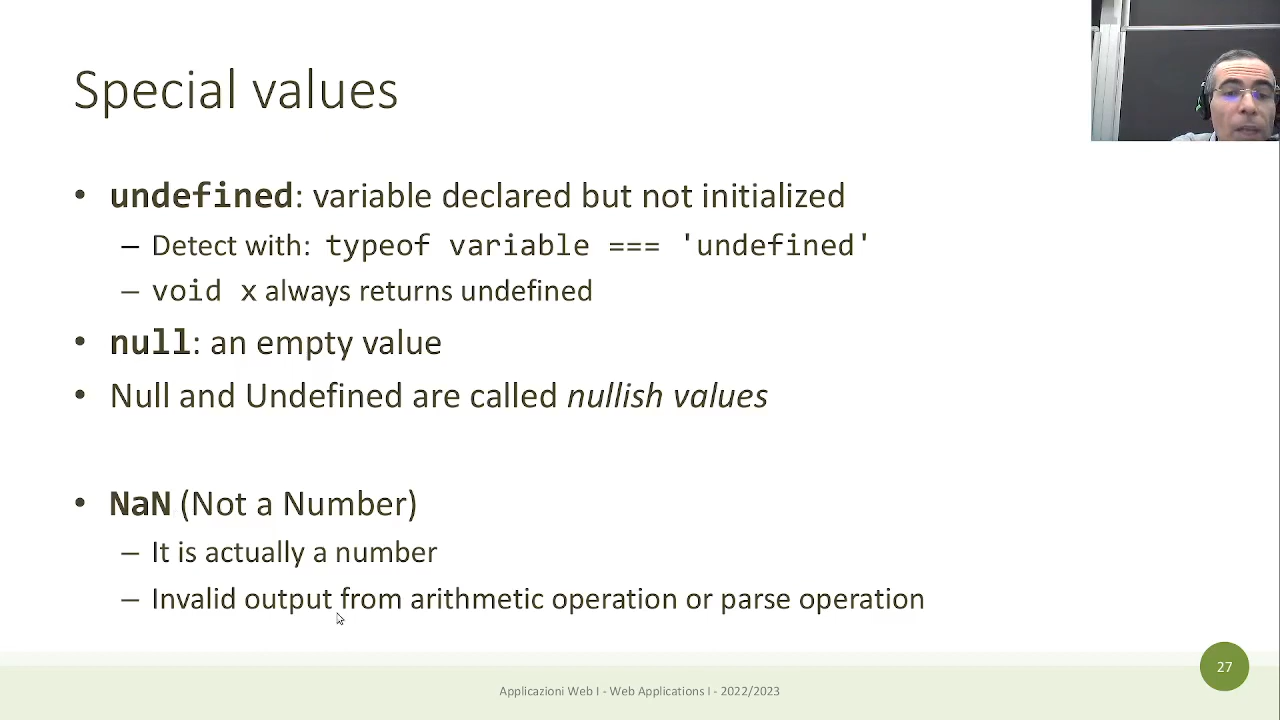 Special values
• undefined: variable declared but not initialized
– Detect with: typeof variable === 'undefined'
– void x always returns undefined
• null: an empty value
• Null and Undefined are called nullish values
• NaN (Not a Number)
– It is actually a number
– Invalid output from arithmetic operation or parse operation
27
Applicazioni Web I - Web Applications I - 2022/2023